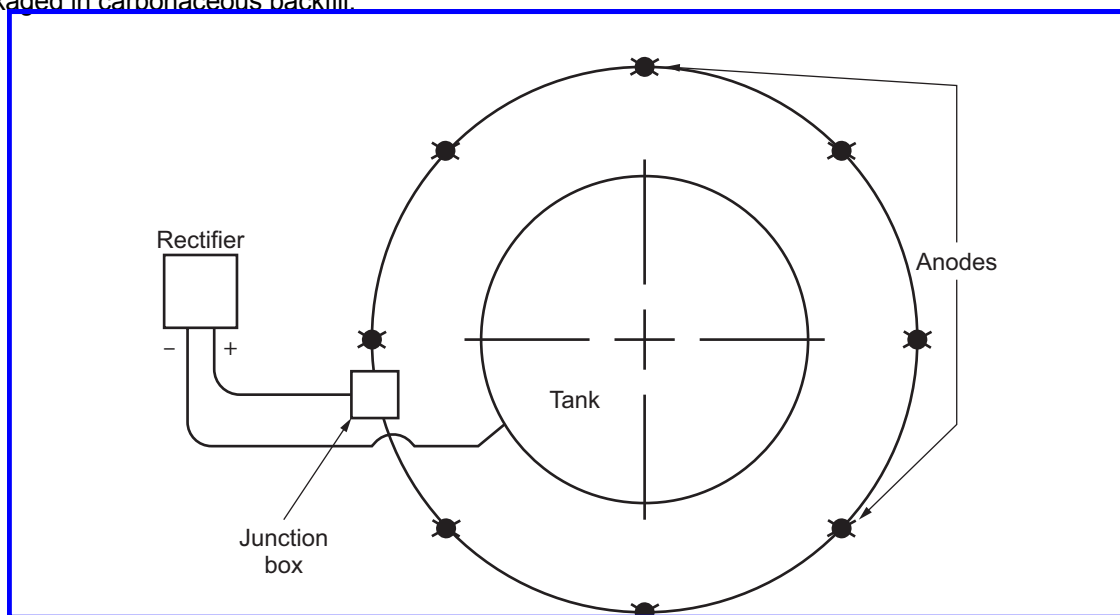 kaged in carbonaceous backfill.
Rectifier
− +
Anodes
Tank
Junction
box